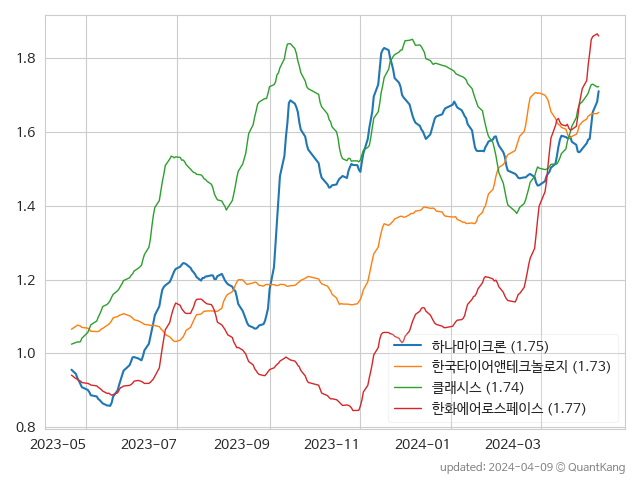 1.8
1.6
1.4
1.2
1.0
0.8
하나마이크론 (1.75)
한국타이어앤테크놀로지 (1.73)
클래시스 (1.74)
한화에어로스페이스 (1.77)
2023-05 2023-07 2023-09 2023-11 2024-01 2024-03
updated: 2024-04-09 © QuantKang